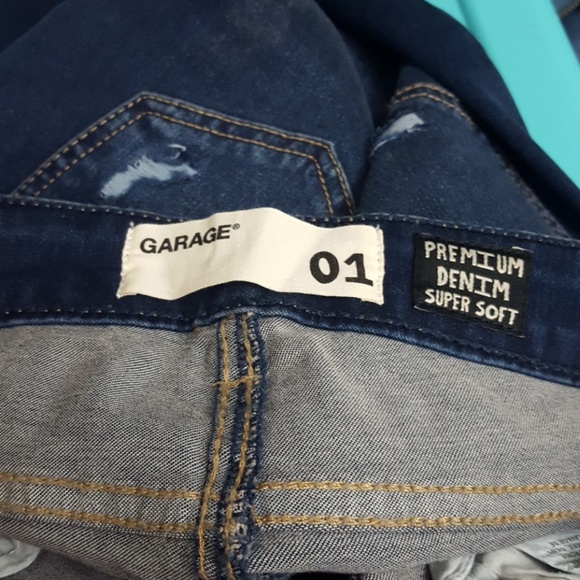 GARAGE®
01
PREMIUM
DENIM
SUPER SOFT